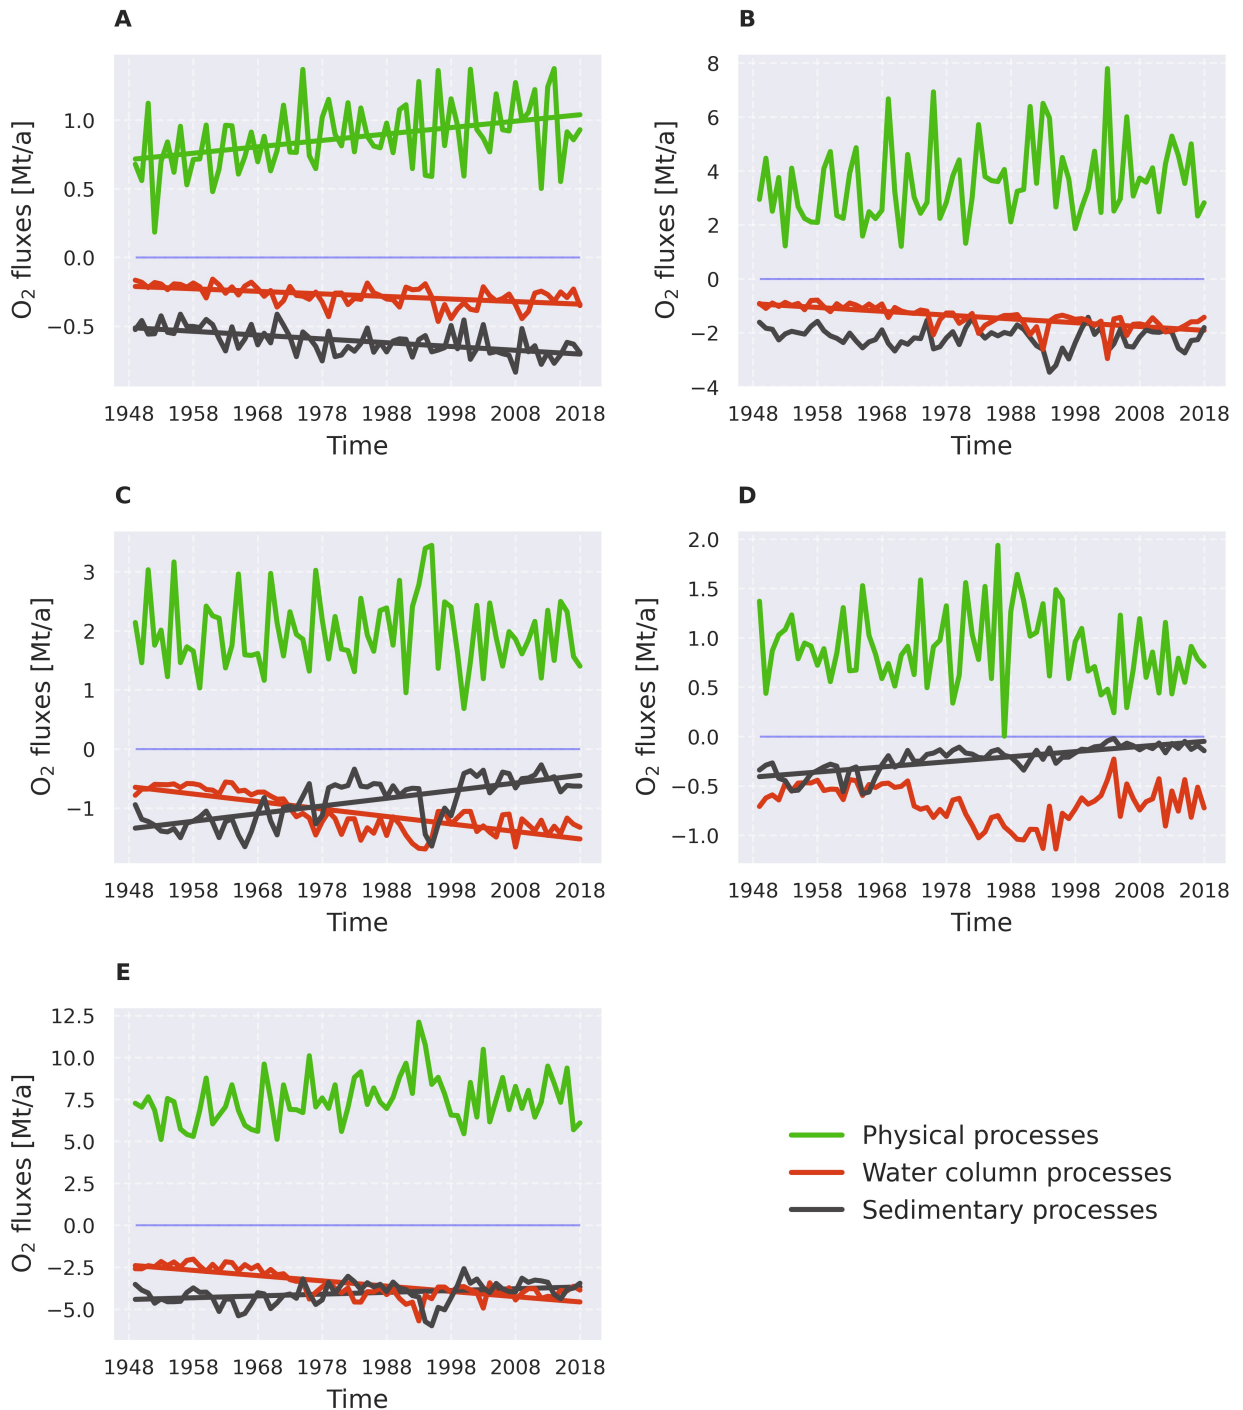 A
O₂ fluxes [Mt/a]
1.0
0.5
0.0
−0.5
1948 1958 1968 1978 1988 1998 2008 2018
Time
B
O₂ fluxes [Mt/a]
8
6
4
2
0
−2
−4
1948 1958 1968 1978 1988 1998 2008 2018
Time
C
O₂ fluxes [Mt/a]
3
2
1
0
−1
1948 1958 1968 1978 1988 1998 2008 2018
Time
D
O₂ fluxes [Mt/a]
2.0
1.5
1.0
0.5
0.0
−0.5
−1.0
1948 1958 1968 1978 1988 1998 2008 2018
Time
E
O₂ fluxes [Mt/a]
12.5
10.0
7.5
5.0
2.5
0.0
−2.5
−5.0
1948 1958 1968 1978 1988 1998 2008 2018
Time
Physical processes
Water column processes
Sedimentary processes